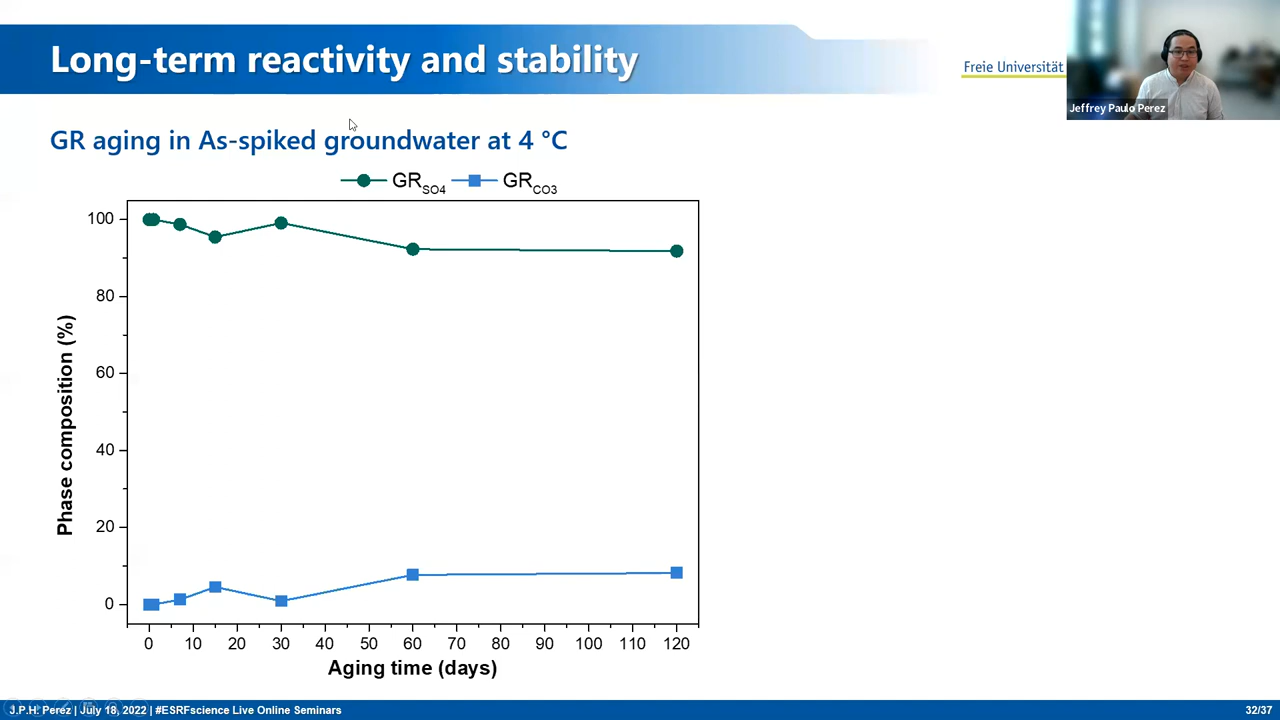 Long-term reactivity and stability
Freie Universität
Jeffrey Paulo Perez
GR aging in As-spiked groundwater at 4 °C
GRSO4 GRCO3
100
80
60
40
20
0
Phase composition (%)
0 10 20 30 40 50 60 70 80 90 100 110 120
Aging time (days)
J.P.H. Perez | July 18, 2022 | #ESRFscience Live Online Seminars
32/37